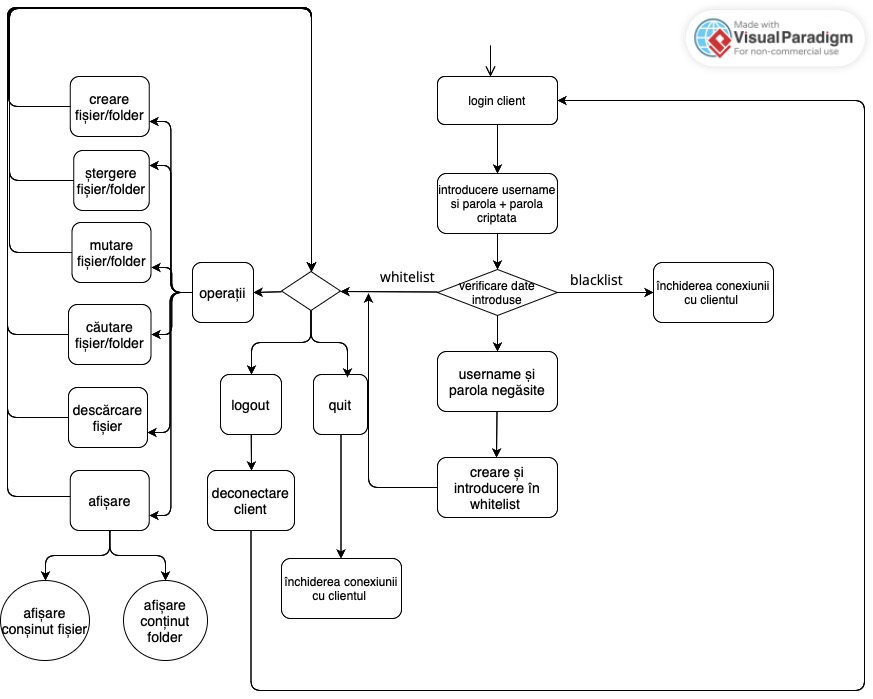 Made with
VisualParadigm
For non-commercial use
login client
introducere username
si parola + parola
criptata
verificare date
introduse
whitelist
blacklist
închiderea conexiunii
cu clientul
username și
parola negăsite
creare și
introducere în
whitelist
creare
fișier/folder
ștergere
fișier/folder
mutare
fișier/folder
căutare
fișier/folder
descărcare
fișier
afișare
operații
logout
quit
deconectare
client
închiderea conexiunii
cu clientul
afișare
conșinut fișier
afișare
conținut
folder